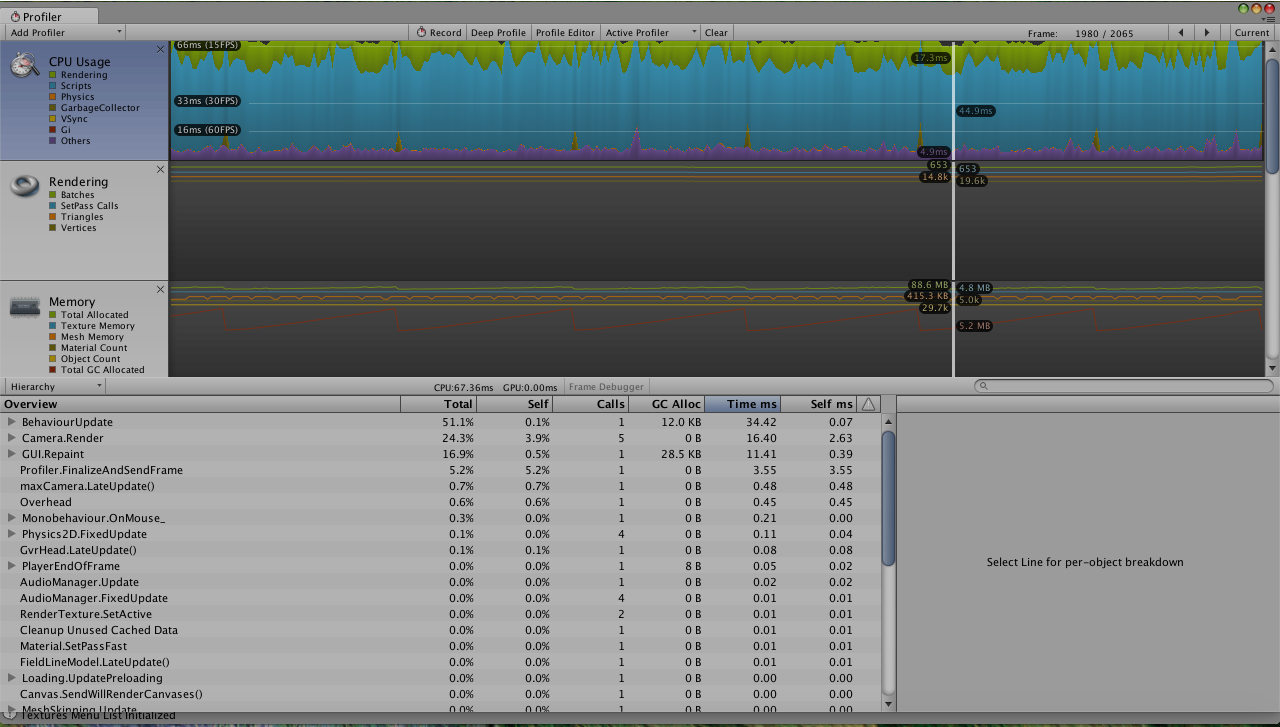 Profiler
Add Profiler
Record Deep Profile Profile Editor Active Profiler Clear Frame: 1980 / 2065 Current
CPU Usage
Rendering
Scripts
Physics
GarbageCollector
VSync
Gi
Others
66ms (15FPS)
33ms (30FPS)
16ms (60FPS)
17.3ms
44.9ms
4.9ms
Rendering
Batches
SetPass Calls
Triangles
Vertices
653
653
14.8k
19.6k
Memory
Total Allocated
Texture Memory
Mesh Memory
Material Count
Object Count
Total GC Allocated
88.6 MB
4.8 MB
415.3 KB
5.0k
29.7k
5.2 MB
Hierarchy CPU:67.36ms GPU:0.00ms Frame Debugger
Overview Total Self Calls GC Alloc Time ms Self ms
BehaviourUpdate 51.1% 0.1% 1 12.0 KB 34.42 0.07
Camera.Render 24.3% 3.9% 5 0 B 16.40 2.63
GUI.Repaint 16.9% 0.5% 1 28.5 KB 11.41 0.39
Profiler.FinalizeAndSendFrame 5.2% 5.2% 1 0 B 3.55 3.55
maxCamera.LateUpdate() 0.7% 0.7% 1 0 B 0.48 0.48
Overhead 0.6% 0.6% 1 0 B 0.45 0.45
Monobehaviour.OnMouse_ 0.3% 0.0% 1 0 B 0.21 0.00
Physics2D.FixedUpdate 0.1% 0.0% 4 0 B 0.11 0.04
GvrHead.LateUpdate() 0.1% 0.1% 1 0 B 0.08 0.08
PlayerEndOfFrame 0.0% 0.0% 1 8 B 0.05 0.02
AudioManager.Update 0.0% 0.0% 1 0 B 0.02 0.02
AudioManager.FixedUpdate 0.0% 0.0% 4 0 B 0.01 0.01
RenderTexture.SetActive 0.0% 0.0% 2 0 B 0.01 0.01
Cleanup Unused Cached Data 0.0% 0.0% 1 0 B 0.01 0.01
Material.SetPassFast 0.0% 0.0% 1 0 B 0.01 0.01
FieldLineModel.LateUpdate() 0.0% 0.0% 1 0 B 0.01 0.01
Loading.UpdatePreloading 0.0% 0.0% 1 0 B 0.00 0.00
Canvas.SendWillRenderCanvases() 0.0% 0.0% 1 0 B 0.00 0.00
MeshSkinning.Update 0.0% 0.0% 1 0 B 0.00 0.00
Select Line for per-object breakdown
Textures Menu List Initialized